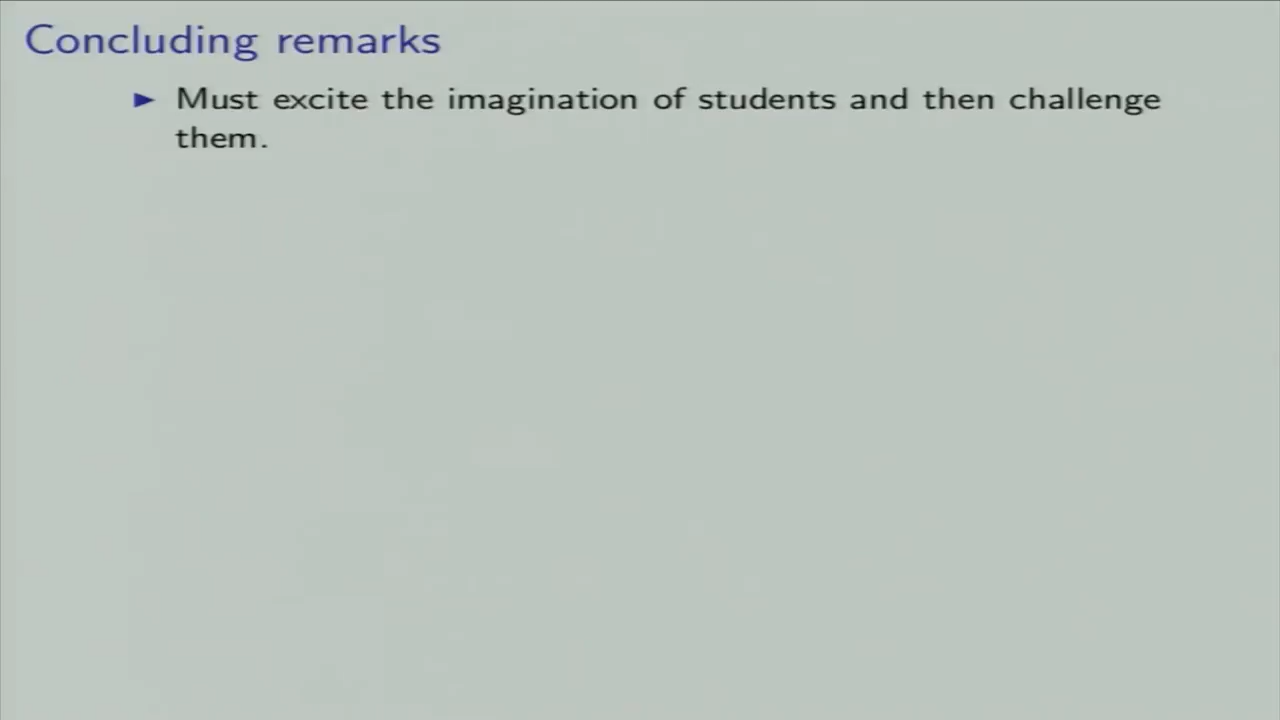 Concluding remarks
► Must excite the imagination of students and then challenge
them.